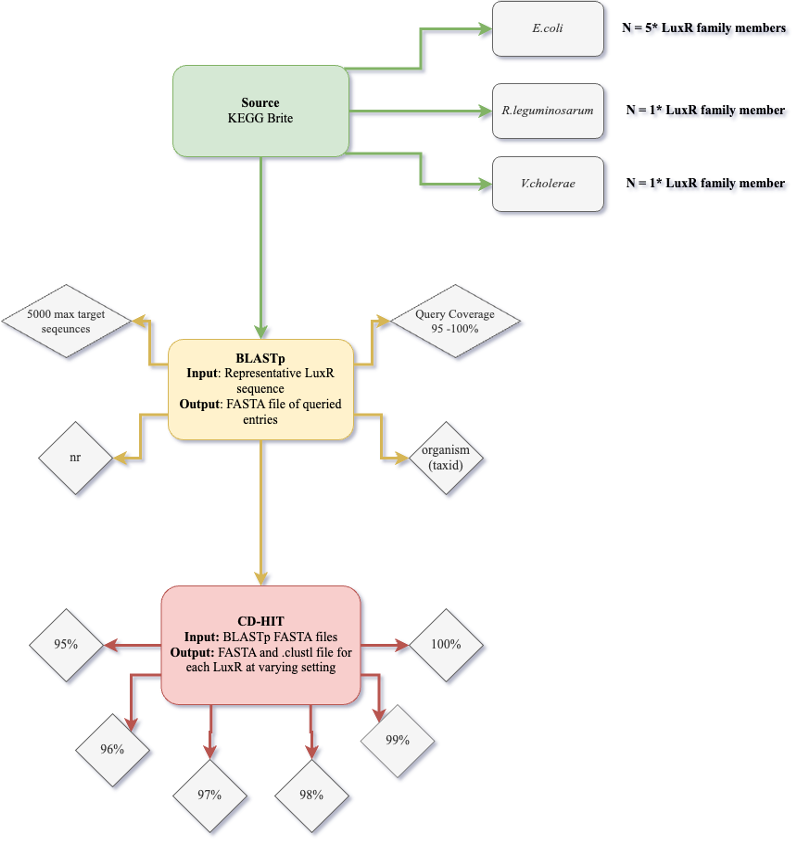 E.coli
N = 5* LuxR family members
Source
KEGG Brite
R.leguminosarum
N = 1* LuxR family member
V.cholerae
N = 1* LuxR family member
5000 max target
seqeunces
Query Coverage
95 -100%
BLASTp
Input: Representative LuxR
sequence
Output: FASTA file of queried
entries
nr
organism
(taxid)
CD-HIT
Input: BLASTp FASTA files
Output: FASTA and .clustl file for
each LuxR at varying setting
95%
100%
96%
99%
97%
98%